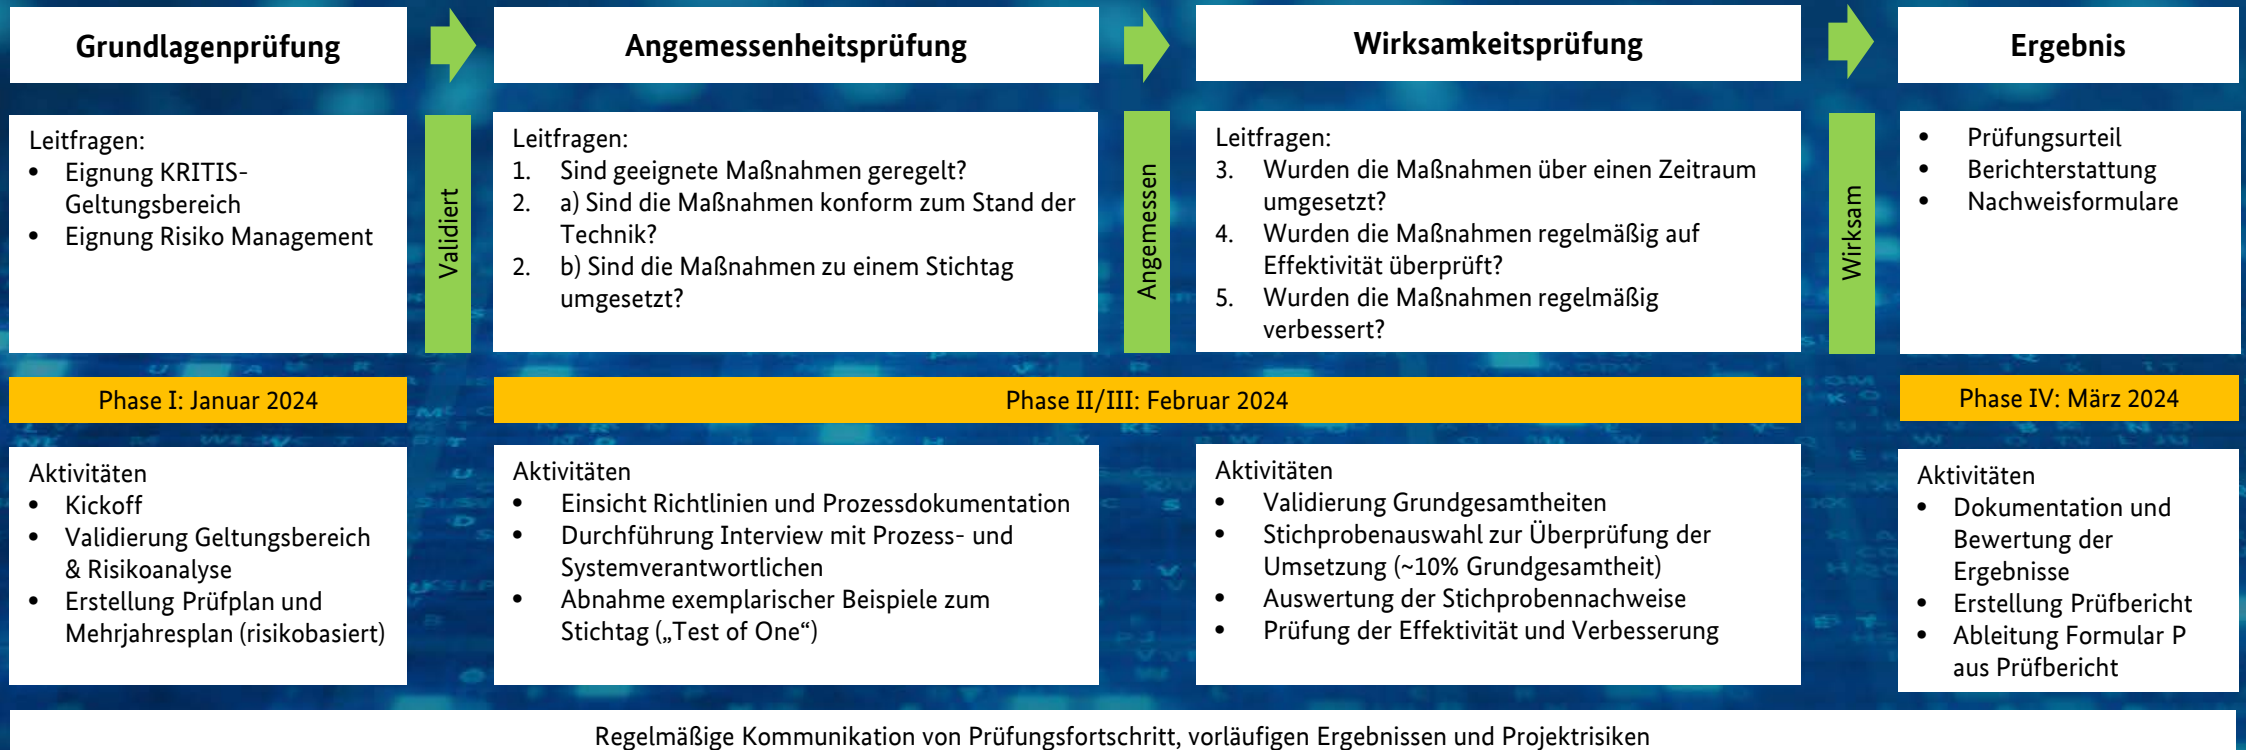 Grundlagenprüfung
Angemessenheitsprüfung
Wirksamkeitsprüfung
Ergebnis
Leitfragen:
• Eignung KRITIS-
Geltungsbereich
• Eignung Risiko Management
Validiert
Leitfragen:
1. Sind geeignete Maßnahmen geregelt?
2. a) Sind die Maßnahmen konform zum Stand der
Technik?
2. b) Sind die Maßnahmen zu einem Stichtag
umgesetzt?
Angemessen
Leitfragen:
3. Wurden die Maßnahmen über einen Zeitraum
umgesetzt?
4. Wurden die Maßnahmen regelmäßig auf
Effektivität überprüft?
5. Wurden die Maßnahmen regelmäßig
verbessert?
Wirksam
• Prüfungsurteil
• Berichterstattung
• Nachweisformulare
Phase I: Januar 2024
Phase II/III: Februar 2024
Phase IV: März 2024
Aktivitäten
• Kickoff
• Validierung Geltungsbereich
& Risikoanalyse
• Erstellung Prüfplan und
Mehrjahresplan (risikobasiert)
Aktivitäten
• Einsicht Richtlinien und Prozessdokumentation
• Durchführung Interview mit Prozess- und
Systemverantwortlichen
• Abnahme exemplarischer Beispiele zum
Stichtag („Test of One“)
Aktivitäten
• Validierung Grundgesamtheiten
• Stichprobenauswahl zur Überprüfung der
Umsetzung (~10% Grundgesamtheit)
• Auswertung der Stichprobennachweise
• Prüfung der Effektivität und Verbesserung
Aktivitäten
• Dokumentation und
Bewertung der
Ergebnisse
• Erstellung Prüfbericht
• Ableitung Formular P
aus Prüfbericht
Regelmäßige Kommunikation von Prüfungsfortschritt, vorläufigen Ergebnissen und Projektrisiken